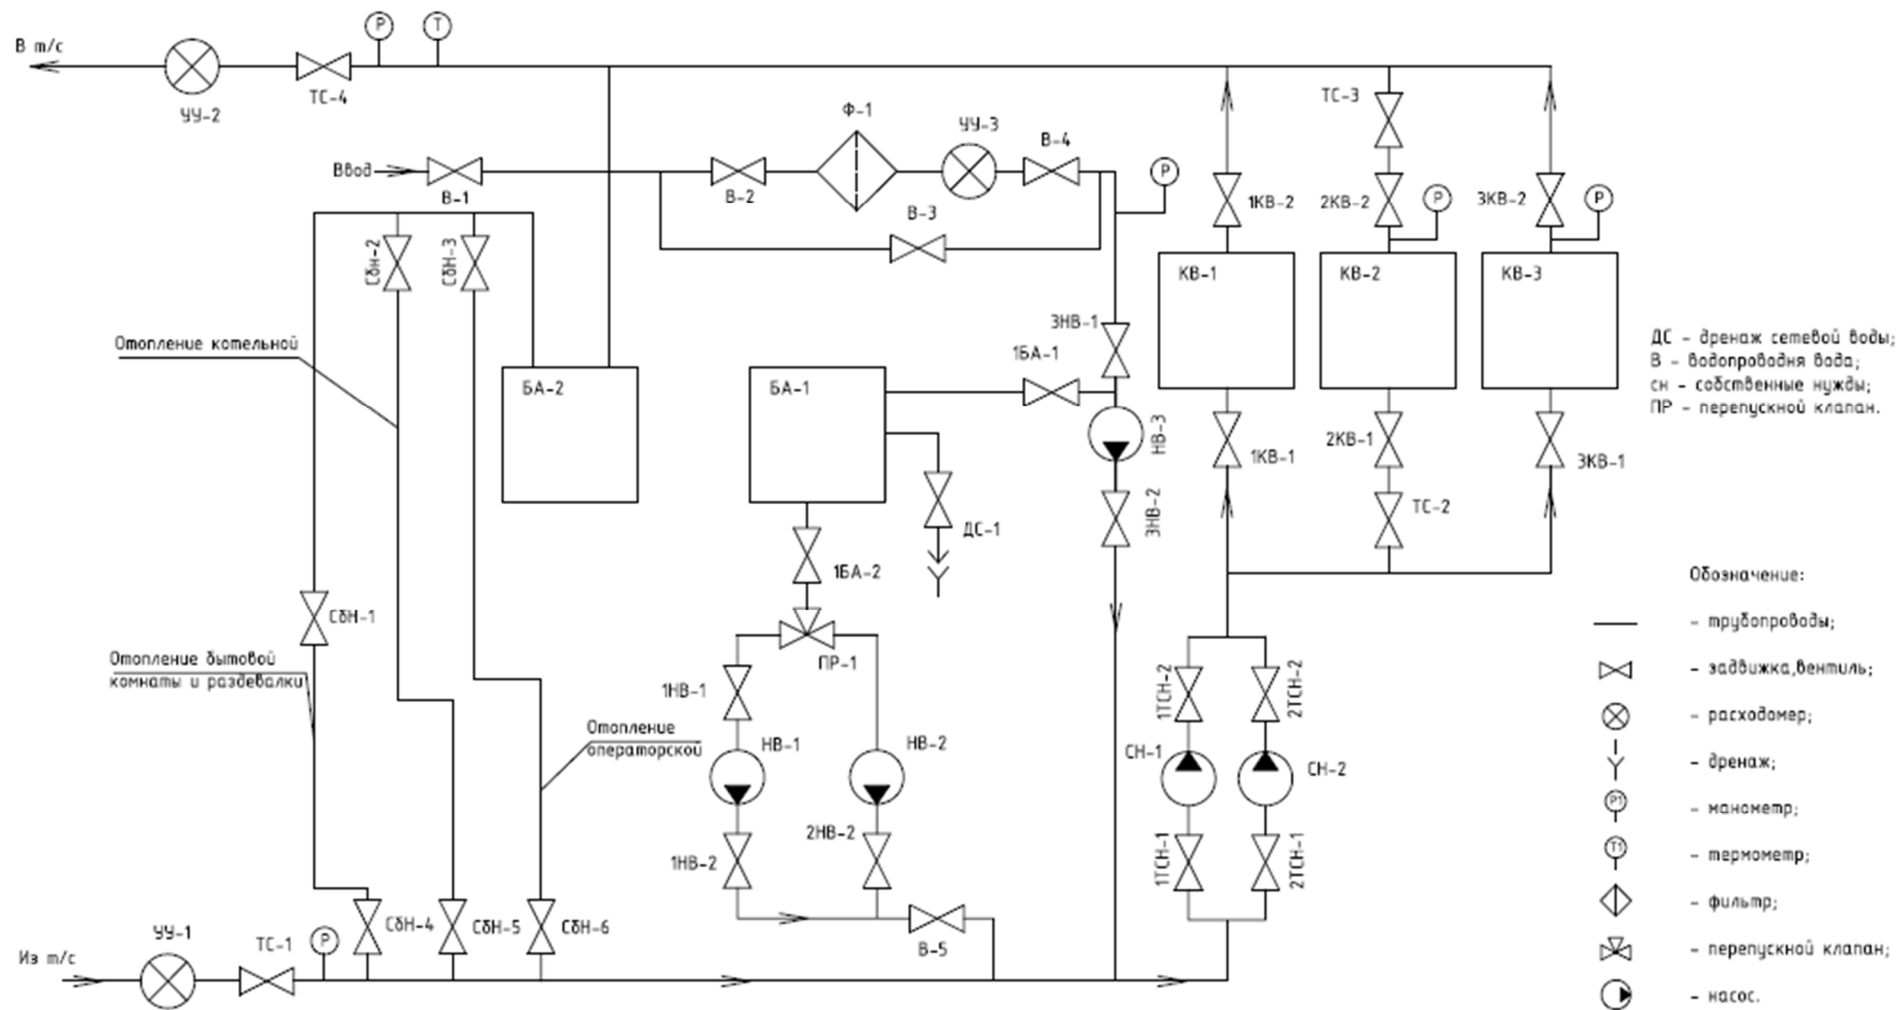 В т/с
P
T
УУ-2
ТС-4
Ввод
В-1
В-2
Ф-1
УУ-3
В-4
В-3
P
ТС-3
1КВ-2
2КВ-2
P
3КВ-2
P
КВ-1
КВ-2
КВ-3
СбН-2
СбН-3
Отопление котельной
БА-2
БА-1
3НВ-1
1БА-1
НВ-3
3НВ-2
1КВ-1
2КВ-1
3КВ-1
ТС-2
ДС - дренаж сетевой воды;
В - водопроводня вода;
сн - собственные нужды;
ПР - перепускной клапан.
ДС-1
1БА-2
СбН-1
Отопление бытовой
комнаты и раздевалки
ПР-1
1НВ-1
НВ-1
НВ-2
Отопление
операторской
1НВ-2
2НВ-2
1ТСН-2
2ТСН-2
СН-1
СН-2
1ТСН-1
2ТСН-1
Из т/с
УУ-1
ТС-1
P
СбН-4
СбН-5
СбН-6
В-5
Обозначение:
- трубопроводы;
- задвижка,вентиль;
- расходомер;
- дренаж;
P1
- манометр;
T1
- термометр;
- фильтр;
- перепускной клапан;
- насос.